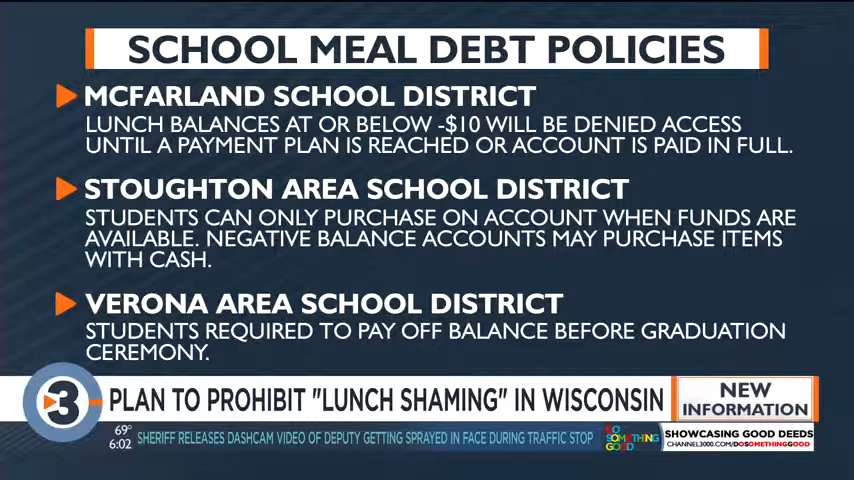 SCHOOL MEAL DEBT POLICIES
MCFARLAND SCHOOL DISTRICT
LUNCH BALANCES AT OR BELOW -$10 WILL BE DENIED ACCESS
UNTIL A PAYMENT PLAN IS REACHED OR ACCOUNT IS PAID IN FULL.
STOUGHTON AREA SCHOOL DISTRICT
STUDENTS CAN ONLY PURCHASE ON ACCOUNT WHEN FUNDS ARE
AVAILABLE. NEGATIVE BALANCE ACCOUNTS MAY PURCHASE ITEMS
WITH CASH.
VERONA AREA SCHOOL DISTRICT
STUDENTS REQUIRED TO PAY OFF BALANCE BEFORE GRADUATION
CEREMONY.
3
PLAN TO PROHIBIT "LUNCH SHAMING" IN WISCONSIN
NEW
INFORMATION
69°
6:02
SHERIFF RELEASES DASHCAM VIDEO OF DEPUTY GETTING SPRAYED IN FACE DURING TRAFFIC STOP
DO
SOMETHING
GOOD
SHOWCASING GOOD DEEDS
CHANNEL3000.COM/DOSOMETHINGGOOD